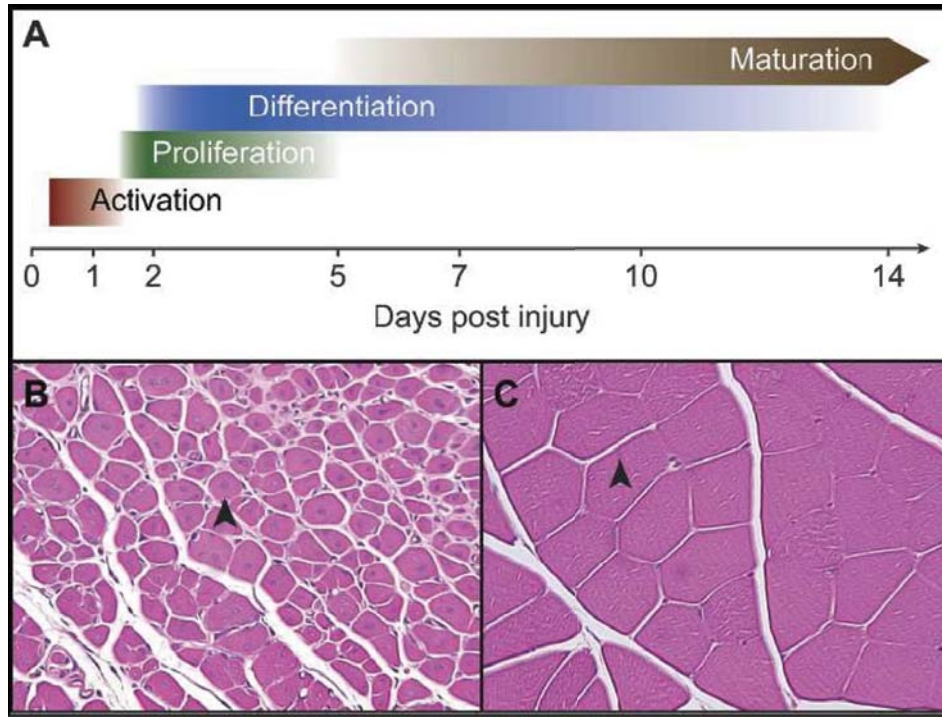 A
Maturation
Differentiation
Proliferation
Activation
0 1 2 5 7 10 14
Days post injury
B C